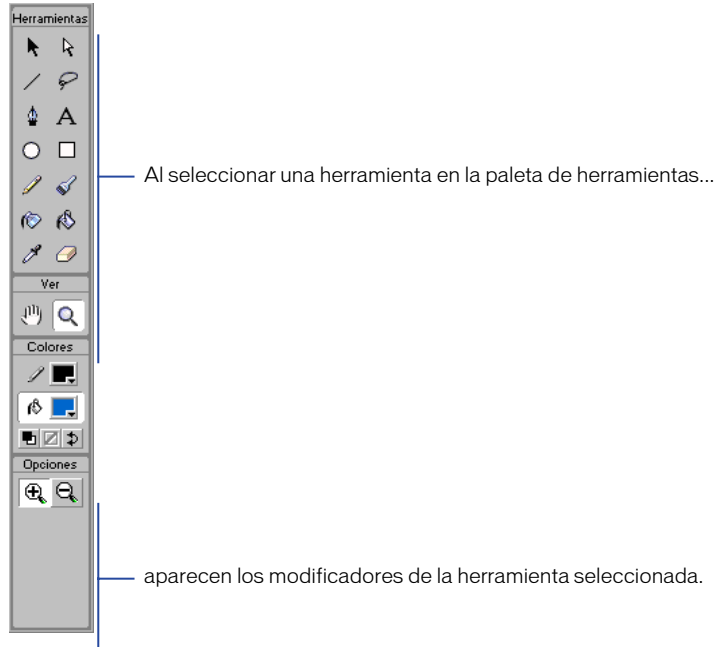 Herramientas
Al seleccionar una herramienta en la paleta de herramientas...
Ver
Colores
Opciones
aparecen los modificadores de la herramienta seleccionada.